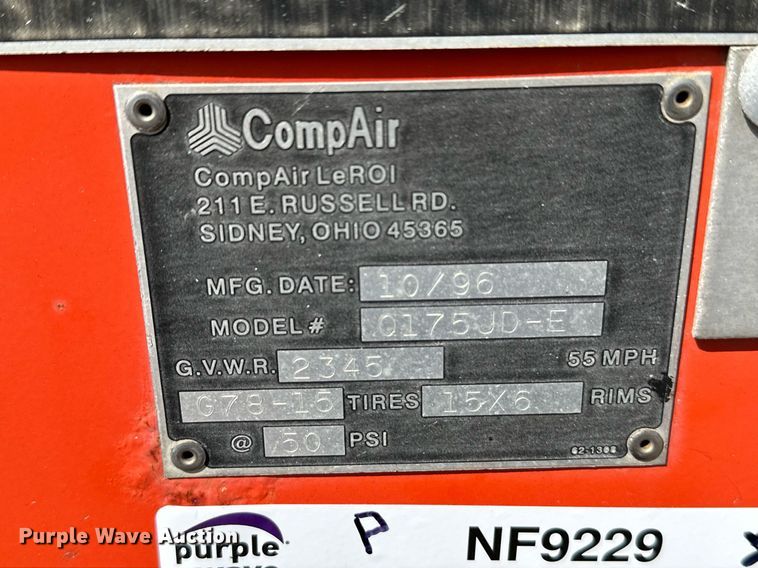 CompAir
CompAir LeROI
211 E. RUSSELL RD.
SIDNEY, OHIO 45365
MFG. DATE: 10/96
MODEL # Q175JD-E
G.V.W.R. 2345 55 MPH
G78-15 TIRES 15X6 RIMS
@ 50 PSI
Purple Wave Auction
purple
P
NF9229